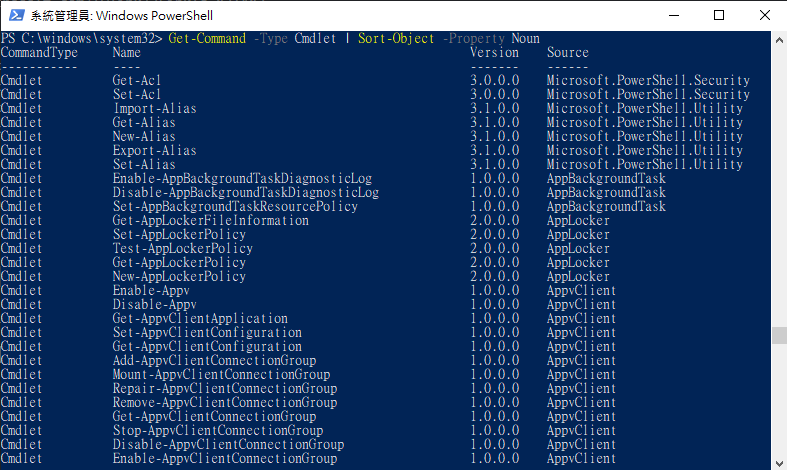 系統管理員: Windows PowerShell
PS C:\windows\system32> Get-Command -Type Cmdlet | Sort-Object -Property Noun
CommandType Name Version Source
----------- ---- ------- ------
Cmdlet Get-Acl 3.0.0.0 Microsoft.PowerShell.Security
Cmdlet Set-Acl 3.0.0.0 Microsoft.PowerShell.Security
Cmdlet Import-Alias 3.1.0.0 Microsoft.PowerShell.Utility
Cmdlet Get-Alias 3.1.0.0 Microsoft.PowerShell.Utility
Cmdlet New-Alias 3.1.0.0 Microsoft.PowerShell.Utility
Cmdlet Export-Alias 3.1.0.0 Microsoft.PowerShell.Utility
Cmdlet Set-Alias 3.1.0.0 Microsoft.PowerShell.Utility
Cmdlet Enable-AppBackgroundTaskDiagnosticLog 1.0.0.0 AppBackgroundTask
Cmdlet Disable-AppBackgroundTaskDiagnosticLog 1.0.0.0 AppBackgroundTask
Cmdlet Set-AppBackgroundTaskResourcePolicy 1.0.0.0 AppBackgroundTask
Cmdlet Get-AppLockerFileInformation 2.0.0.0 AppLocker
Cmdlet Set-AppLockerPolicy 2.0.0.0 AppLocker
Cmdlet Test-AppLockerPolicy 2.0.0.0 AppLocker
Cmdlet Get-AppLockerPolicy 2.0.0.0 AppLocker
Cmdlet New-AppLockerPolicy 2.0.0.0 AppLocker
Cmdlet Enable-Appv 1.0.0.0 AppvClient
Cmdlet Disable-Appv 1.0.0.0 AppvClient
Cmdlet Get-AppvClientApplication 1.0.0.0 AppvClient
Cmdlet Set-AppvClientConfiguration 1.0.0.0 AppvClient
Cmdlet Get-AppvClientConfiguration 1.0.0.0 AppvClient
Cmdlet Add-AppvClientConnectionGroup 1.0.0.0 AppvClient
Cmdlet Mount-AppvClientConnectionGroup 1.0.0.0 AppvClient
Cmdlet Repair-AppvClientConnectionGroup 1.0.0.0 AppvClient
Cmdlet Remove-AppvClientConnectionGroup 1.0.0.0 AppvClient
Cmdlet Get-AppvClientConnectionGroup 1.0.0.0 AppvClient
Cmdlet Stop-AppvClientConnectionGroup 1.0.0.0 AppvClient
Cmdlet Disable-AppvClientConnectionGroup 1.0.0.0 AppvClient
Cmdlet Enable-AppvClientConnectionGroup 1.0.0.0 AppvClient